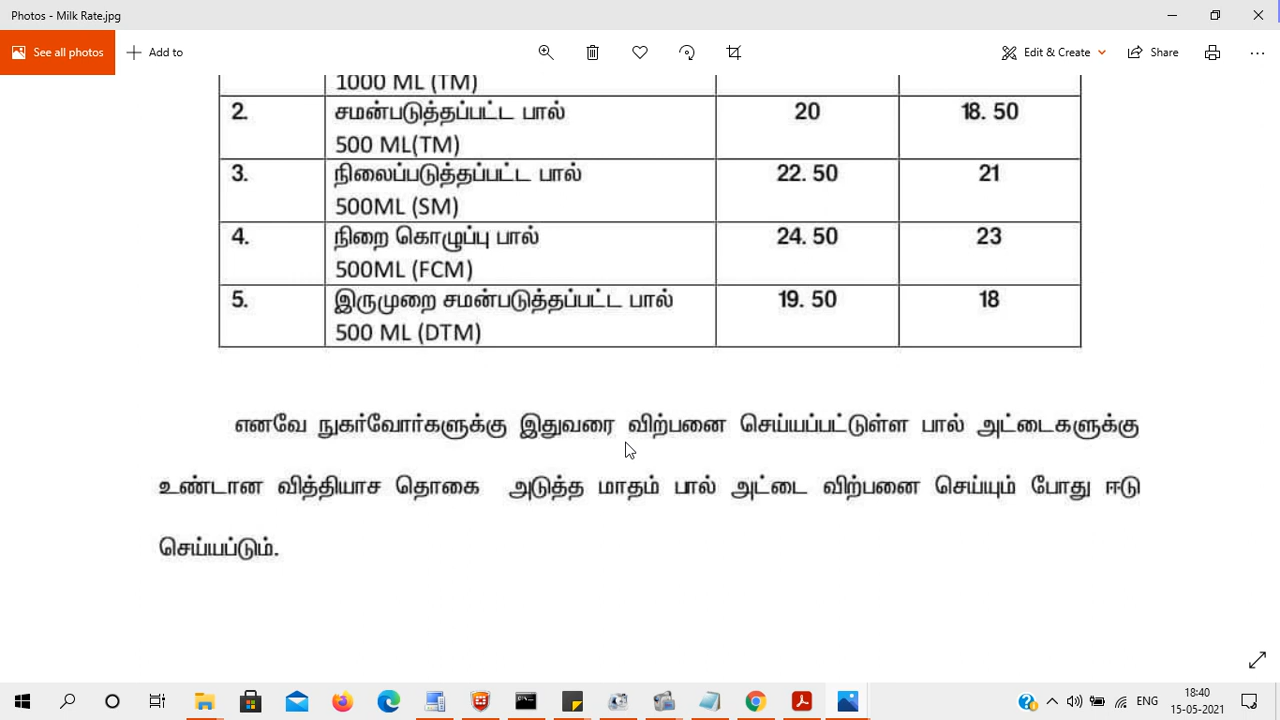 Photos - Milk Rate.jpg
See all photos
Add to
Edit & Create
Share
1000 ML (TM)
2. சமன்படுத்தப்பட்ட பால் 20 18. 50
500 ML(TM)
3. நிலைப்படுத்தப்பட்ட பால் 22. 50 21
500ML (SM)
4. நிறை கொழுப்பு பால் 24. 50 23
500ML (FCM)
5. இருமுறை சமன்படுத்தப்பட்ட பால் 19. 50 18
500 ML (DTM)
எனவே நுகர்வோர்களுக்கு இதுவரை விற்பனை செய்யப்பட்டுள்ள பால் அட்டைகளுக்கு
உண்டான வித்தியாச தொகை அடுத்த மாதம் பால் அட்டை விற்பனை செய்யும் போது ஈடு
செய்யப்டும்.
ENG
18:40
15-05-2021